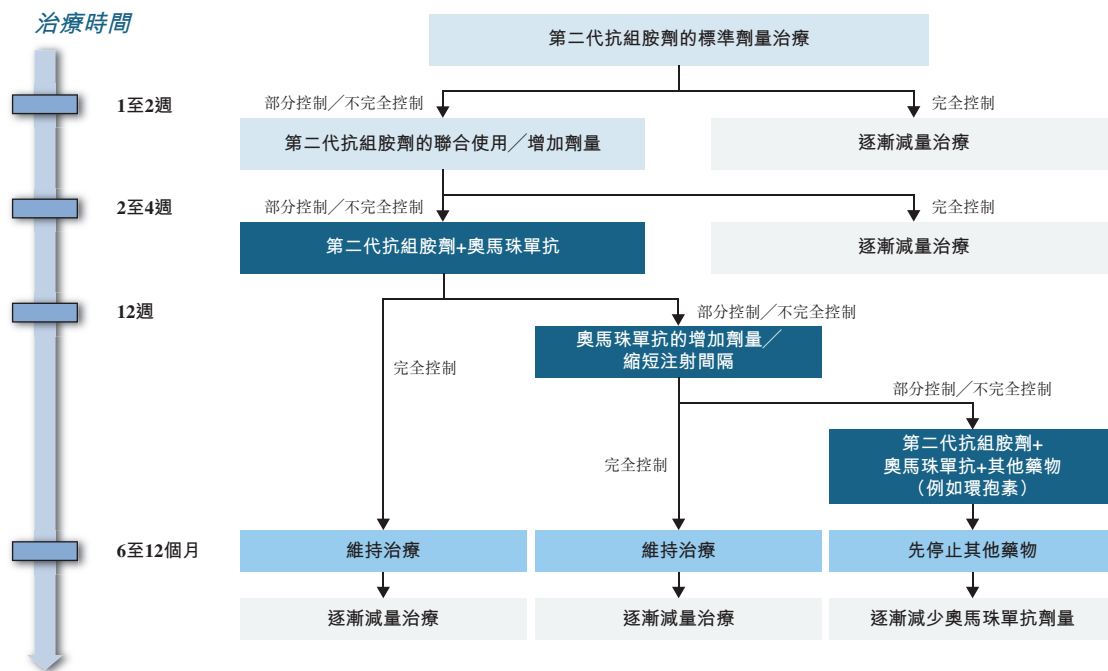 治療時間
第二代抗組胺劑的標準劑量治療
1至2週
部分控制／不完全控制
完全控制
第二代抗組胺劑的聯合使用／增加劑量
逐漸減量治療
2至4週
部分控制／不完全控制
完全控制
第二代抗組胺劑+奧馬珠單抗
逐漸減量治療
12週
部分控制／不完全控制
奧馬珠單抗的增加劑量／
縮短注射間隔
完全控制
部分控制／不完全控制
第二代抗組胺劑+
奧馬珠單抗+其他藥物
（例如環孢素）
完全控制
6至12個月
維持治療
維持治療
先停止其他藥物
逐漸減量治療
逐漸減量治療
逐漸減少奧馬珠單抗劑量